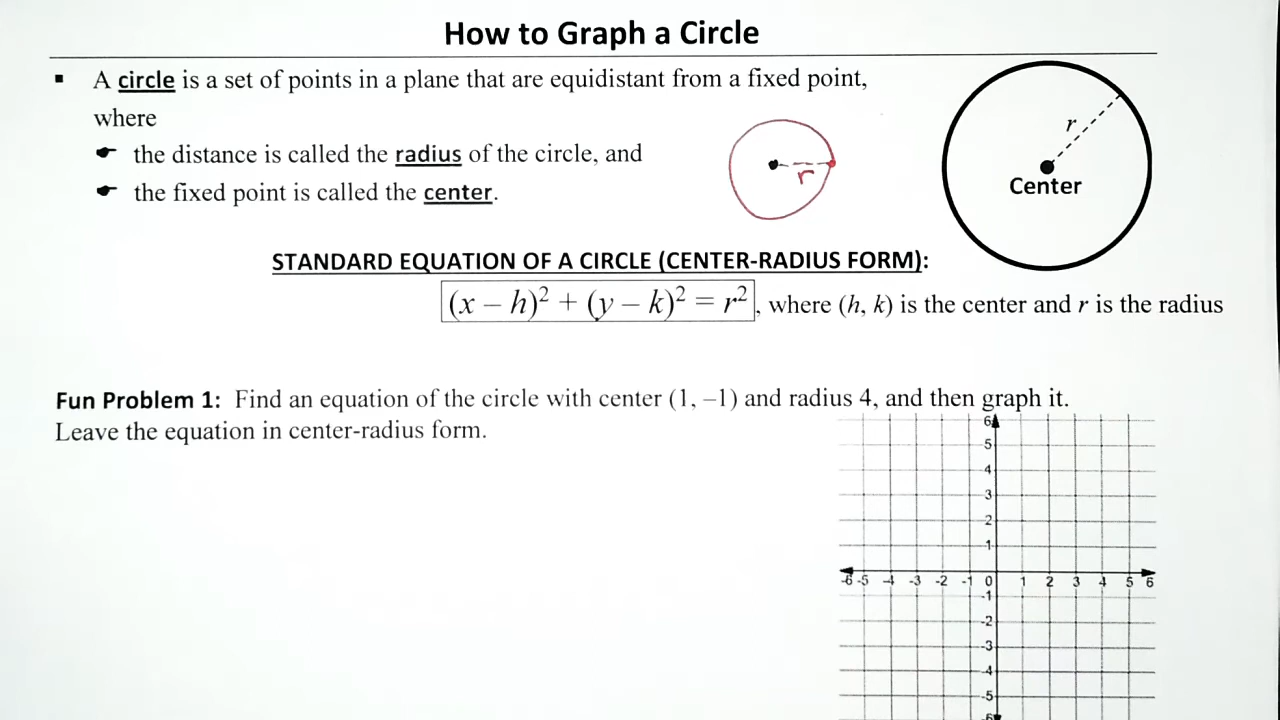 How to Graph a Circle
▪ A circle is a set of points in a plane that are equidistant from a fixed point,
where
☛ the distance is called the radius of the circle, and
☛ the fixed point is called the center.
r
r
Center
STANDARD EQUATION OF A CIRCLE (CENTER-RADIUS FORM):
(x – h)² + (y – k)² = r², where (h, k) is the center and r is the radius
Fun Problem 1: Find an equation of the circle with center (1, –1) and radius 4, and then graph it.
Leave the equation in center-radius form.
6
5
4
3
2
1
-6 -5 -4 -3 -2 -1 0 1 2 3 4 5 6
-1
-2
-3
-4
-5
-6